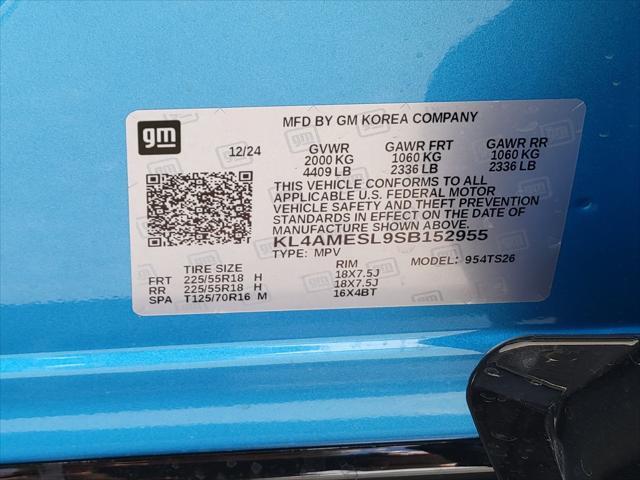 MFD BY GM KOREA COMPANY
gm
12/24 GVWR GAWR FRT GAWR RR
2000 KG 1060 KG 1060 KG
4409 LB 2336 LB 2336 LB
THIS VEHICLE CONFORMS TO ALL
APPLICABLE U.S. FEDERAL MOTOR
VEHICLE SAFETY AND THEFT PREVENTION
STANDARDS IN EFFECT ON THE DATE OF
MANUFACTURE SHOWN ABOVE.
KL4AMESL9SB152955
TYPE: MPV MODEL: 954TS26
TIRE SIZE RIM
FRT 225/55R18 H 18X7.5J
RR 225/55R18 H 18X7.5J
SPA T125/70R16 M 16X4BT